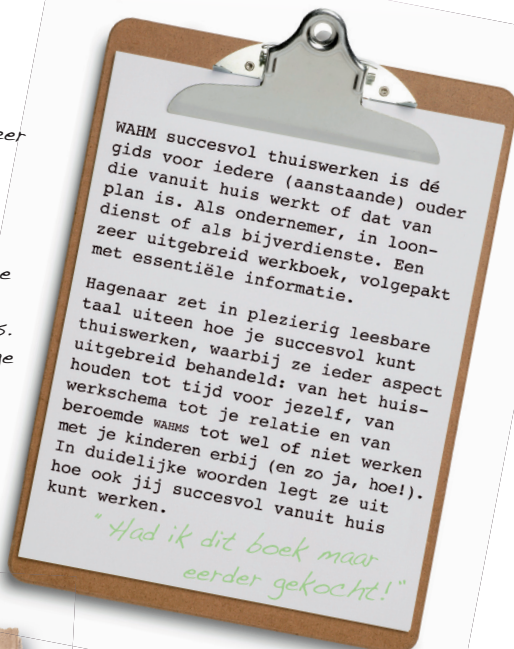 eer
WAHM succesvol thuiswerken is dé
gids voor iedere (aanstaande) ouder
die vanuit huis werkt of dat van
plan is. Als ondernemer, in loon-
dienst of als bijverdienste. Een
zeer uitgebreid werkboek, volgepakt
met essentiële informatie.
e
s.
ge
Hagenaar zet in plezierig leesbare
taal uiteen hoe je succesvol kunt
thuiswerken, waarbij ze ieder aspect
uitgebreid behandeld: van het huis-
houden tot tijd voor jezelf, van
werkschema tot je relatie en van
beroemde WAHMS tot wel of niet werken
met je kinderen erbij (en zo ja, hoe!).
In duidelijke woorden legt ze uit
hoe ook jij succesvol vanuit huis
kunt werken.
"Had ik dit boek maar
eerder gekocht!"